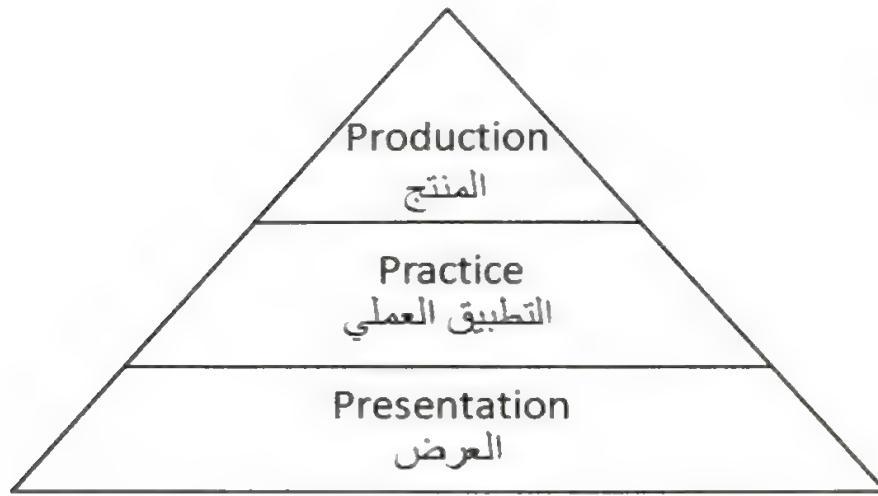 Production
المنتج
Practice
التطبيق العملي
Presentation
العرض